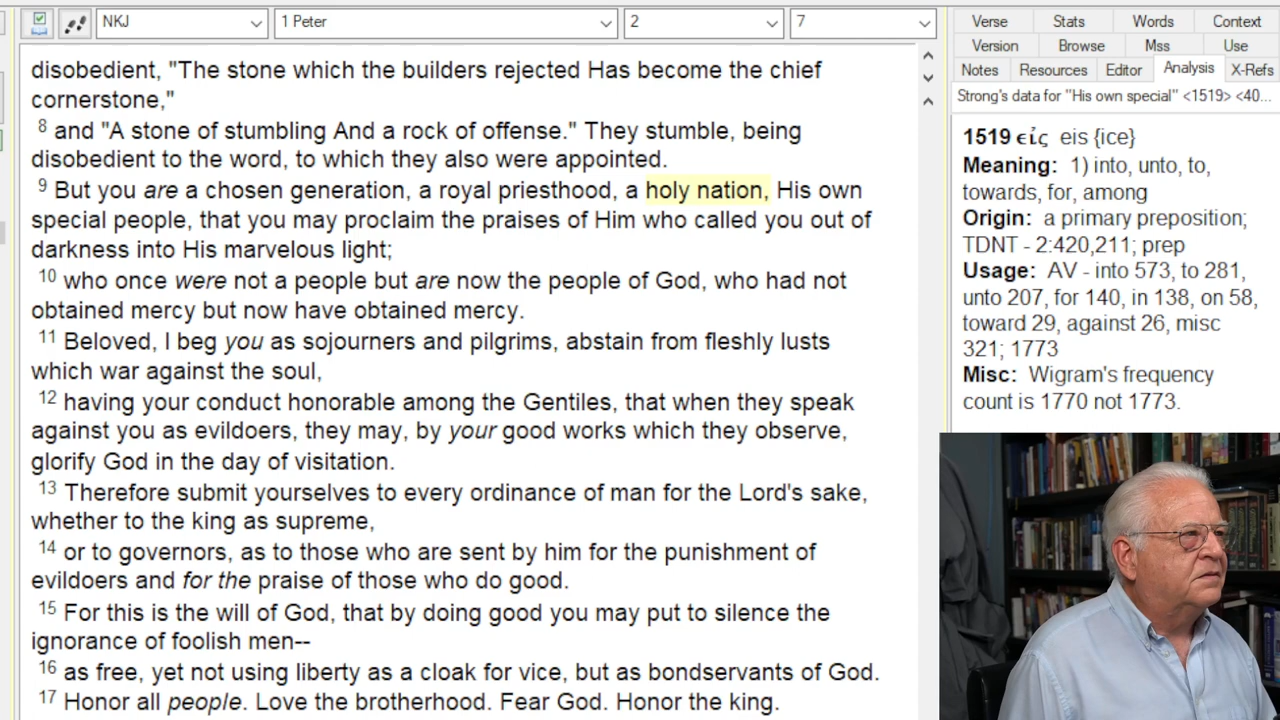 NKJ 1 Peter 2 7
disobedient, "The stone which the builders rejected Has become the chief
cornerstone,"
8 and "A stone of stumbling And a rock of offense." They stumble, being
disobedient to the word, to which they also were appointed.
9 But you are a chosen generation, a royal priesthood, a holy nation, His own
special people, that you may proclaim the praises of Him who called you out of
darkness into His marvelous light;
10 who once were not a people but are now the people of God, who had not
obtained mercy but now have obtained mercy.
11 Beloved, I beg you as sojourners and pilgrims, abstain from fleshly lusts
which war against the soul,
12 having your conduct honorable among the Gentiles, that when they speak
against you as evildoers, they may, by your good works which they observe,
glorify God in the day of visitation.
13 Therefore submit yourselves to every ordinance of man for the Lord's sake,
whether to the king as supreme,
14 or to governors, as to those who are sent by him for the punishment of
evildoers and for the praise of those who do good.
15 For this is the will of God, that by doing good you may put to silence the
ignorance of foolish men--
16 as free, yet not using liberty as a cloak for vice, but as bondservants of God.
17 Honor all people. Love the brotherhood. Fear God. Honor the king.
Verse Stats Words Context
Version Browse Mss Use
Notes Resources Editor Analysis X-Refs
Strong's data for "His own special" <1519> <40...
1519 εἰς eis {ice}
Meaning: 1) into, unto, to,
towards, for, among
Origin: a primary preposition;
TDNT - 2:420,211; prep
Usage: AV - into 573, to 281,
unto 207, for 140, in 138, on 58,
toward 29, against 26, misc
321; 1773
Misc: Wigram's frequency
count is 1770 not 1773.